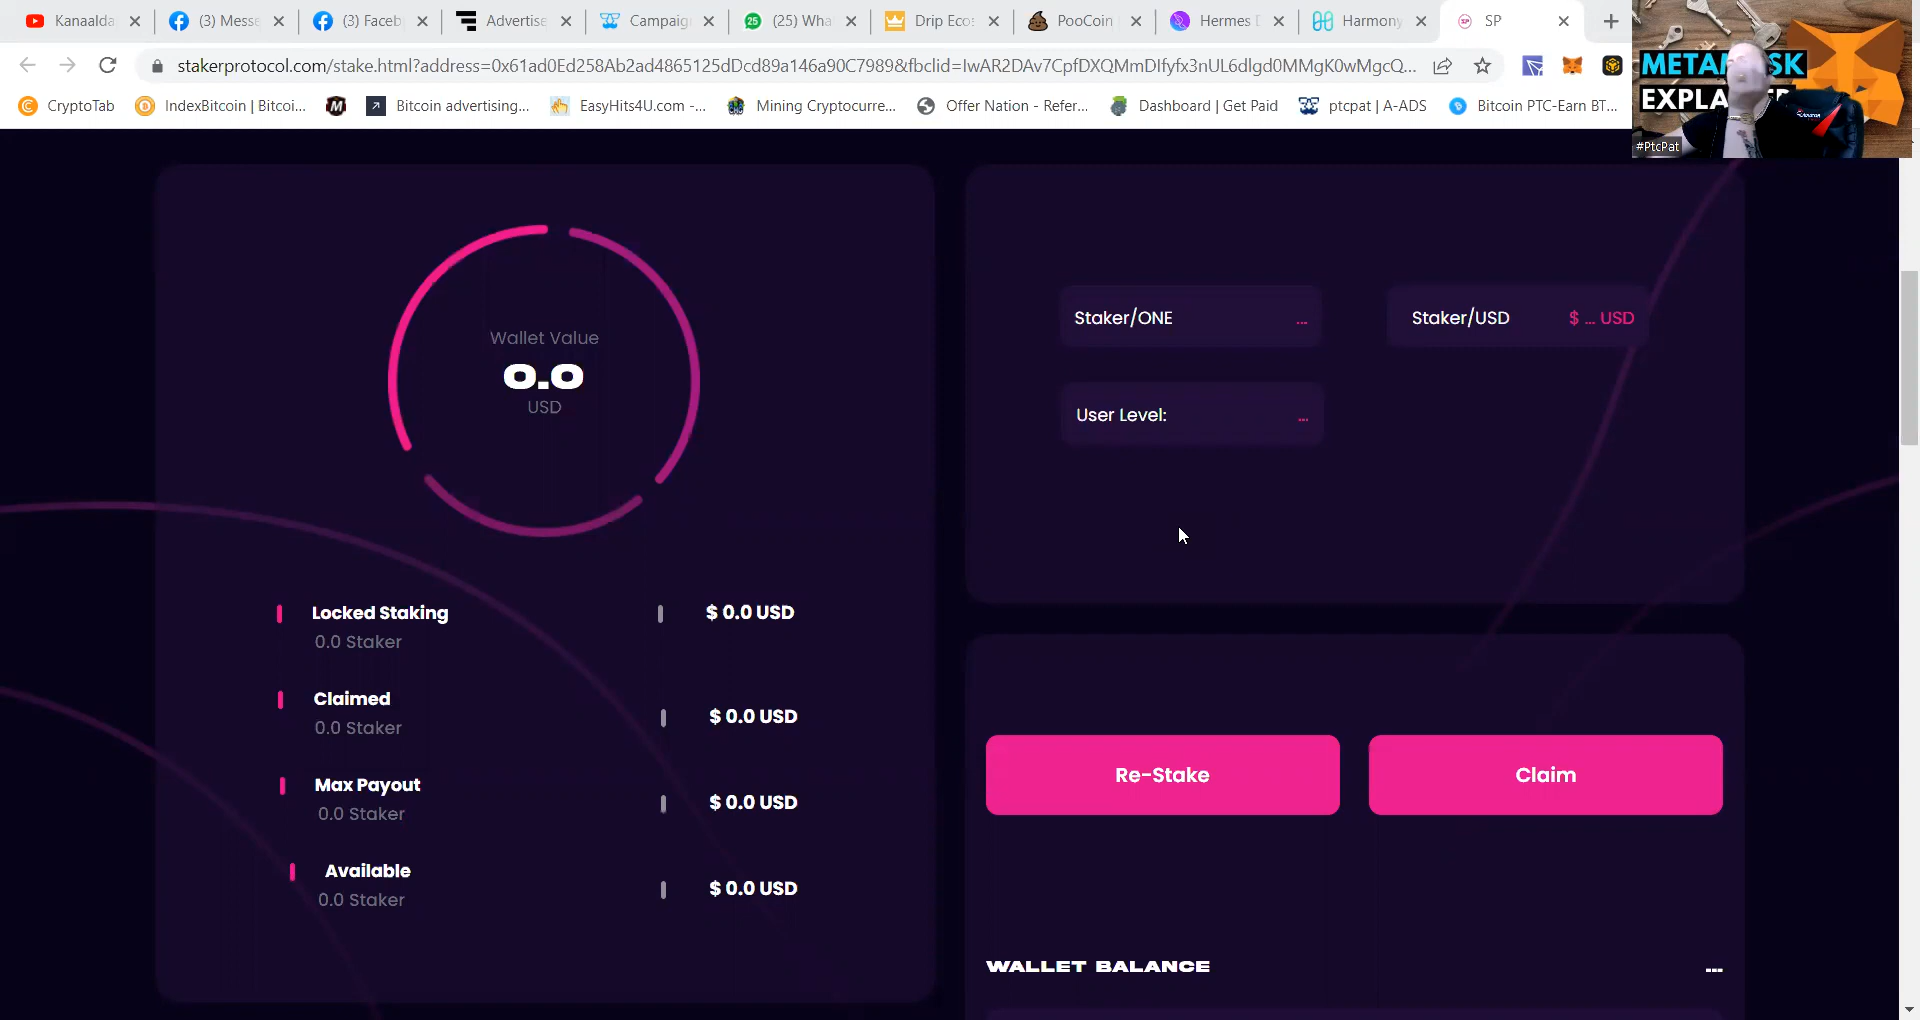 Kanaalda
(3) Messe
(3) Faceb
Advertise
Campaig
25
(25) Wha
Drip Ecos
PooCoin
Hermes D
Harmony
SP
SP
stakerprotocol.com/stake.html?address=0x61ad0Ed258Ab2ad4865125dDcd89a146a90C7989&fbclid=IwAR2DAv7CpfDXQMmDIfyfx3nUL6dlgd0MMgK0wMgcQ...
CryptoTab
IndexBitcoin | Bitcoi...
Bitcoin advertising...
EasyHits4U.com -...
Mining Cryptocurre...
Offer Nation - Refer...
Dashboard | Get Paid
ptcpat | A-ADS
Bitcoin PTC-Earn BT...
#PtcPat
Wallet Value
0.0
USD
Locked Staking
0.0 Staker
$ 0.0 USD
Claimed
0.0 Staker
$ 0.0 USD
Max Payout
0.0 Staker
$ 0.0 USD
Available
0.0 Staker
$ 0.0 USD
Staker/ONE ...
Staker/USD $ ... USD
User Level: ...
Re-Stake
Claim
WALLET BALANCE ...